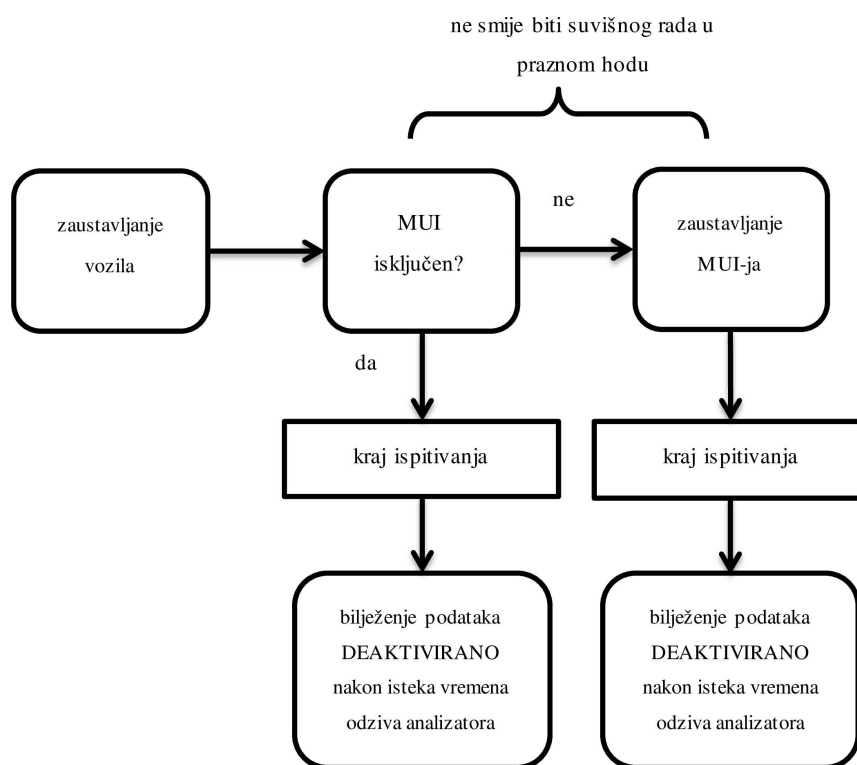 ne smije biti suvišnog rada u
praznom hodu
zaustavljanje
vozila
MUI
isključen?
ne
zaustavljanje
MUI-ja
da
kraj ispitivanja
kraj ispitivanja
bilježenje podataka
DEAKTIVIRANO
nakon isteka vremena
odziva analizatora
bilježenje podataka
DEAKTIVIRANO
nakon isteka vremena
odziva analizatora